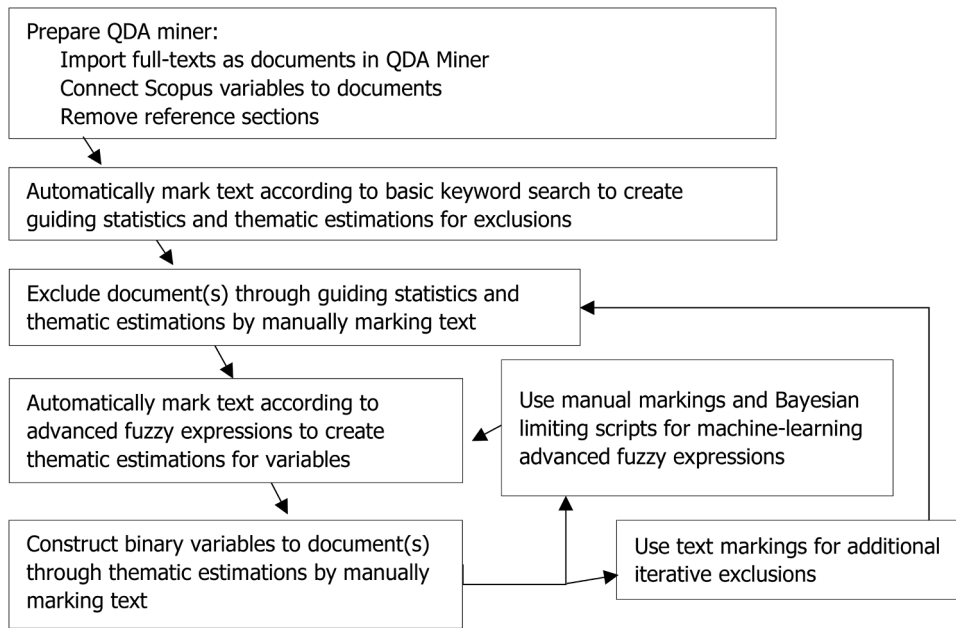 Prepare QDA miner:
Import full-texts as documents in QDA Miner
Connect Scopus variables to documents
Remove reference sections
Automatically mark text according to basic keyword search to create
guiding statistics and thematic estimations for exclusions
Exclude document(s) through guiding statistics and
thematic estimations by manually marking text
Automatically mark text according to
advanced fuzzy expressions to create
thematic estimations for variables
Use manual markings and Bayesian
limiting scripts for machine-learning
advanced fuzzy expressions
Construct binary variables to document(s)
through thematic estimations by manually
marking text
Use text markings for additional
iterative exclusions